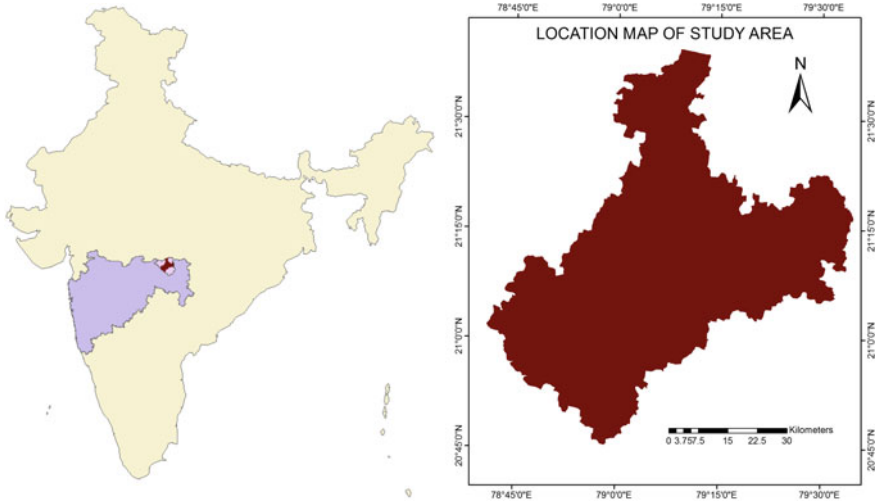 78°45'0"E 79°0'0"E 79°15'0"E 79°30'0"E
LOCATION MAP OF STUDY AREA
N
21°30'0"N 21°30'0"N
21°15'0"N 21°15'0"N
21°0'0"N 21°0'0"N
20°45'0"N 20°45'0"N
Kilometers
0 3.757.5 15 22.5 30
78°45'0"E 79°0'0"E 79°15'0"E 79°30'0"E